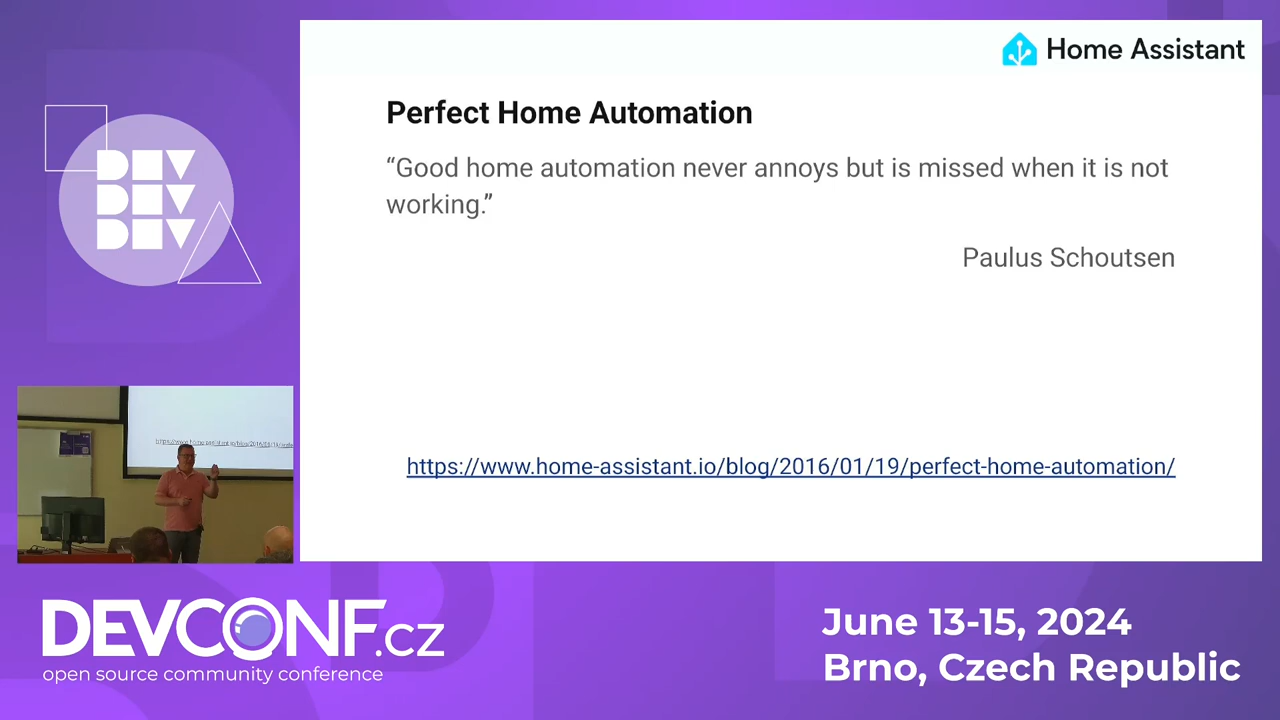 Home Assistant
Perfect Home Automation
“Good home automation never annoys but is missed when it is not
working.”
Paulus Schoutsen
https://www.home-assistant.io/blog/2016/01/19/perfect-home-automation/
DEV
DEV
DEV
DEVCONF.cz
open source community conference
June 13-15, 2024
Brno, Czech Republic